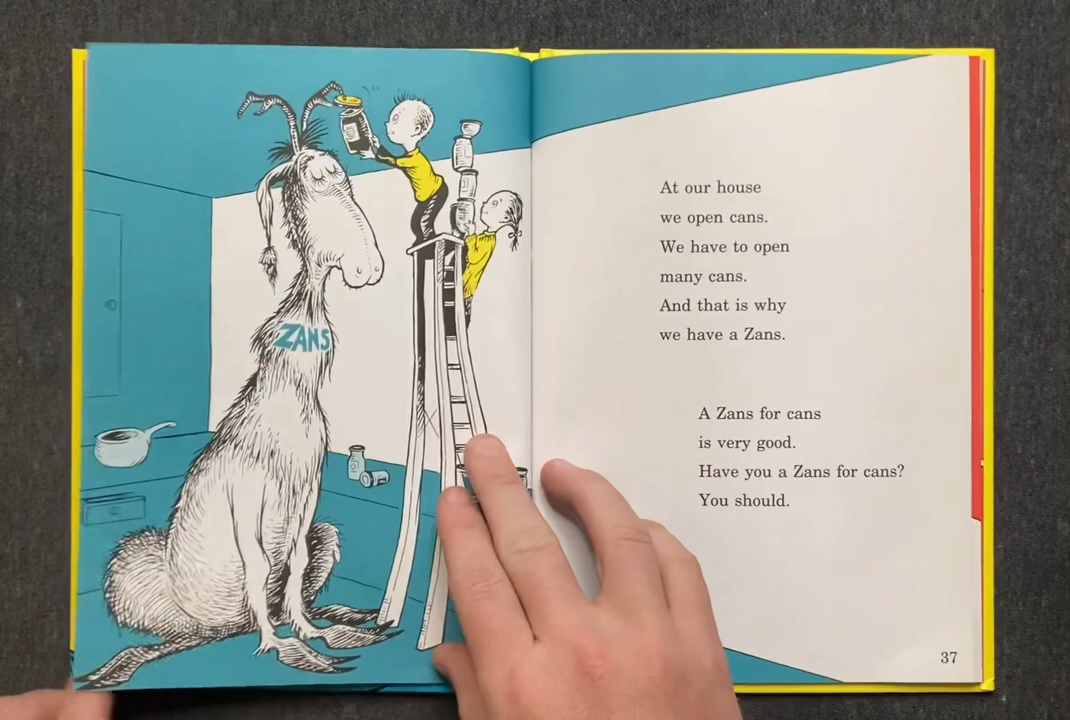 ZANS
At our house
we open cans.
We have to open
many cans.
And that is why
we have a Zans.
A Zans for cans
is very good.
Have you a Zans for cans?
You should.
37